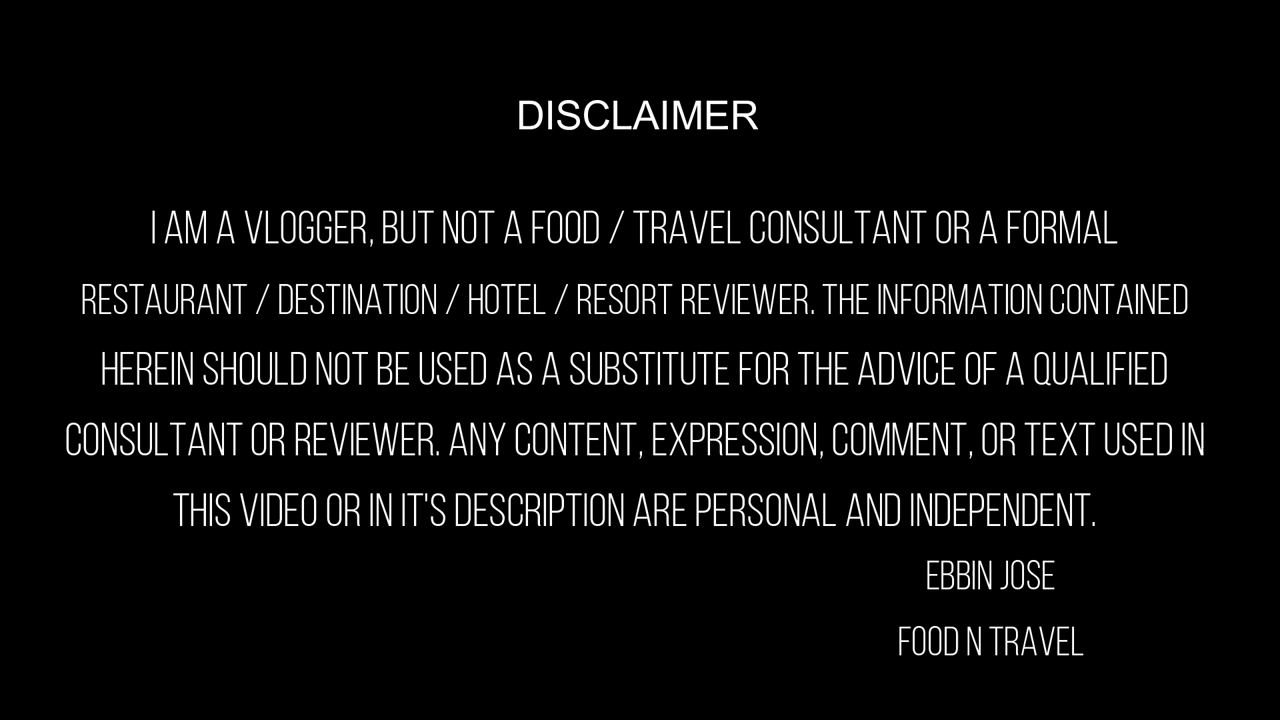 DISCLAIMER
I AM A VLOGGER, BUT NOT A FOOD / TRAVEL CONSULTANT OR A FORMAL
RESTAURANT / DESTINATION / HOTEL / RESORT REVIEWER. THE INFORMATION CONTAINED
HEREIN SHOULD NOT BE USED AS A SUBSTITUTE FOR THE ADVICE OF A QUALIFIED
CONSULTANT OR REVIEWER. ANY CONTENT, EXPRESSION, COMMENT, OR TEXT USED IN
THIS VIDEO OR IN IT'S DESCRIPTION ARE PERSONAL AND INDEPENDENT.
EBBIN JOSE
FOOD N TRAVEL